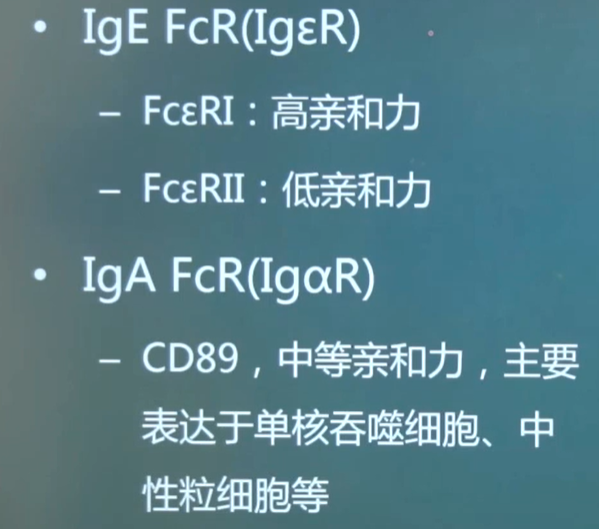 • IgE FcR(IgεR)
– FcεRI：高亲和力
– FcεRII：低亲和力
• IgA FcR(IgαR)
– CD89，中等亲和力，主要
表达于单核吞噬细胞、中
性粒细胞等